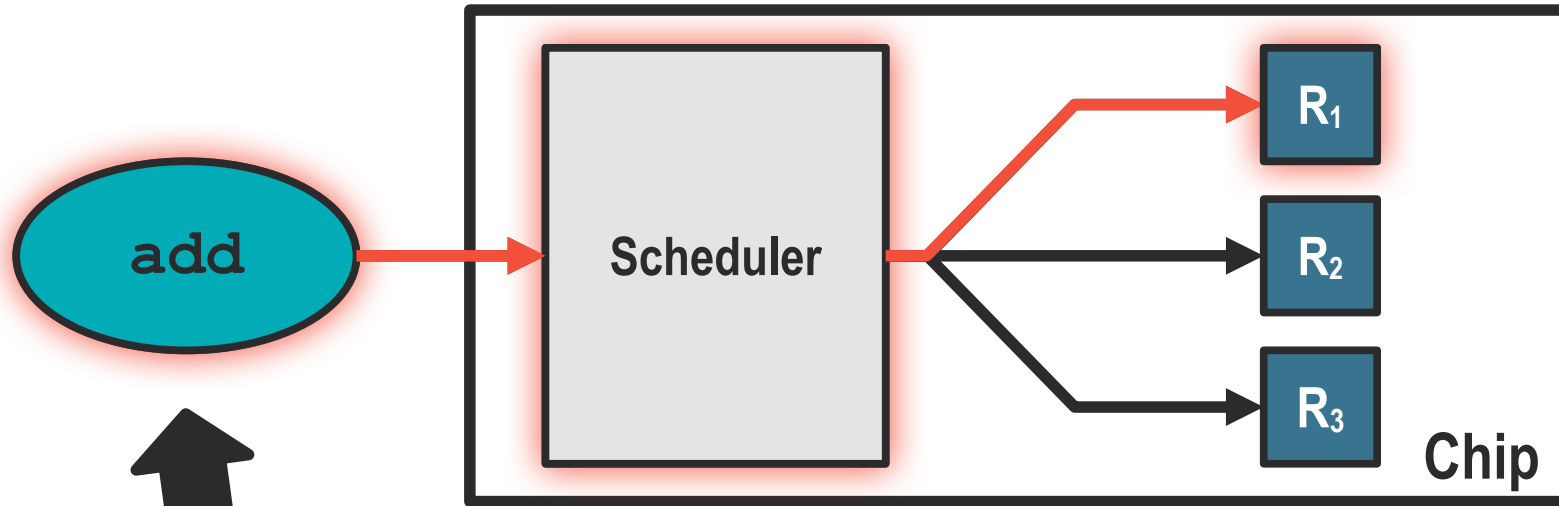 add
Scheduler
R₁
R₂
R₃
Chip